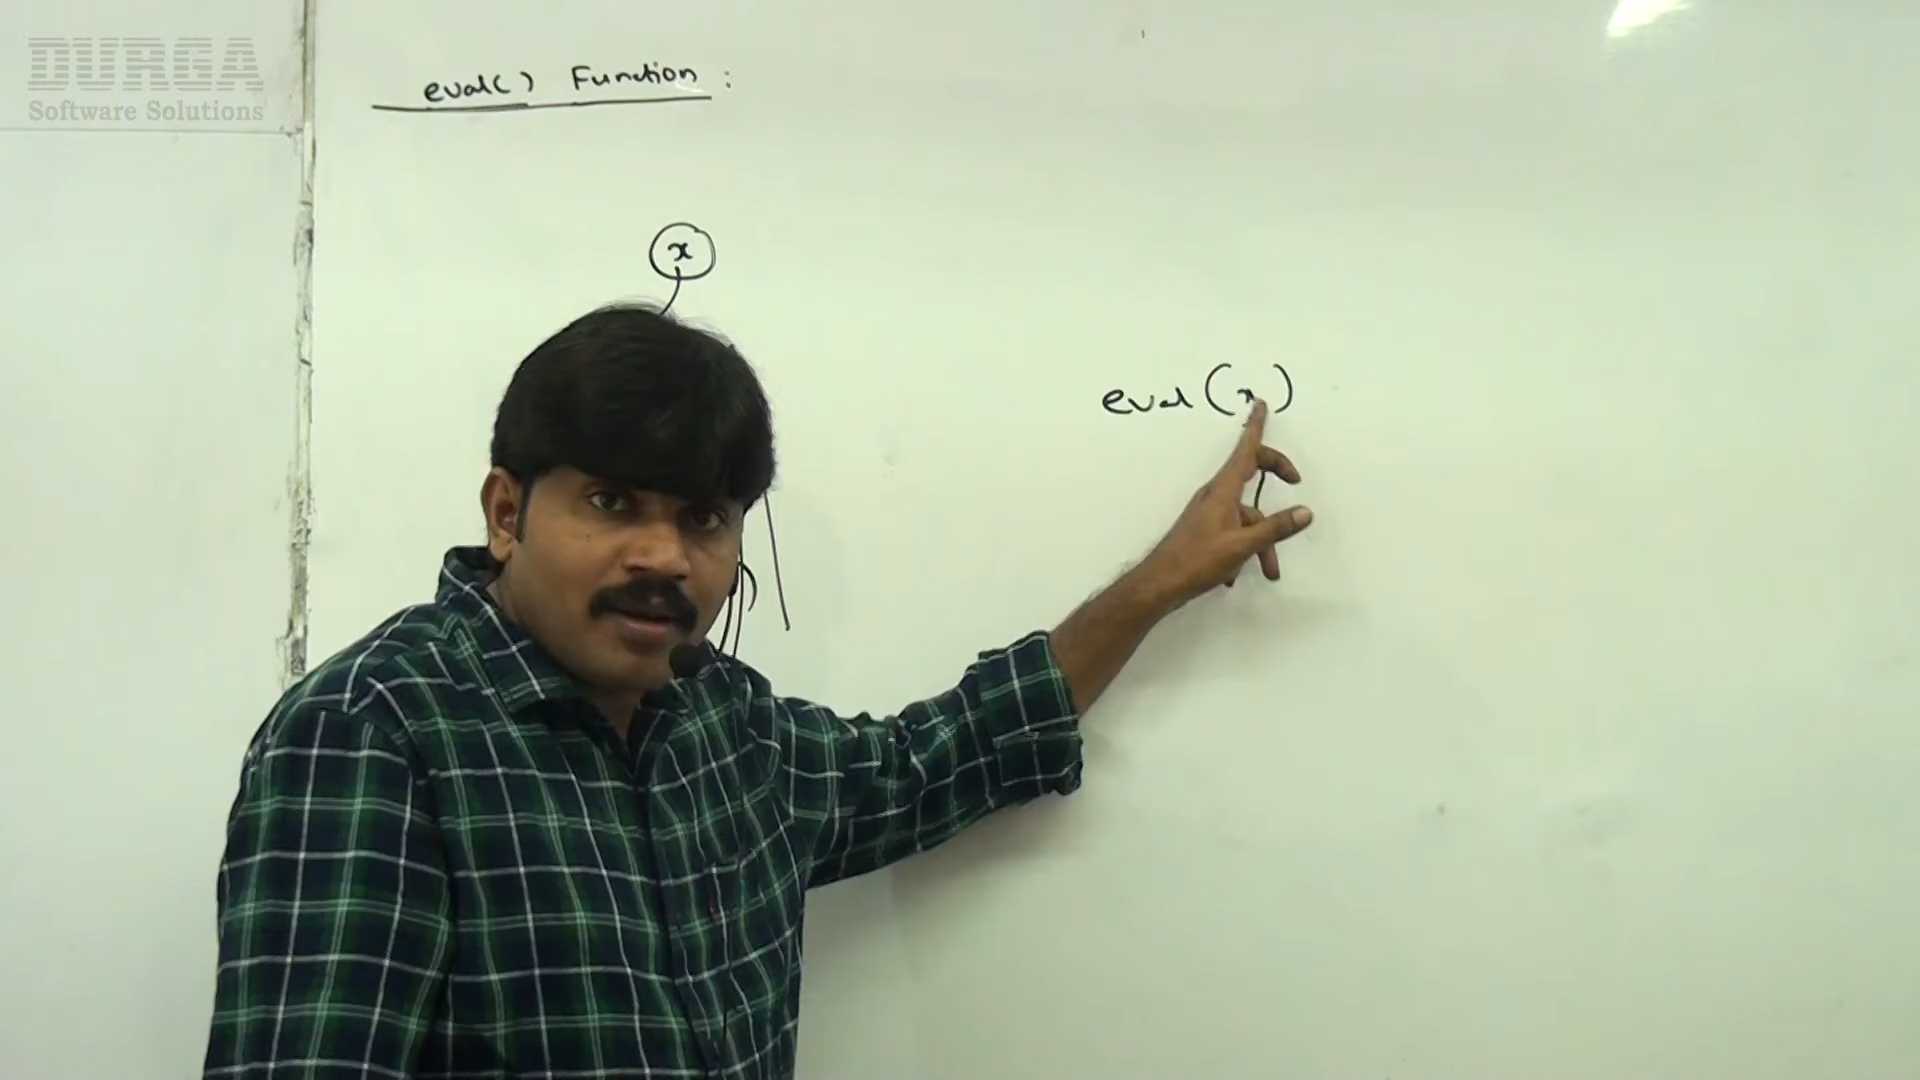 DURGA
Software Solutions
eval() Function :
x
eval(x)